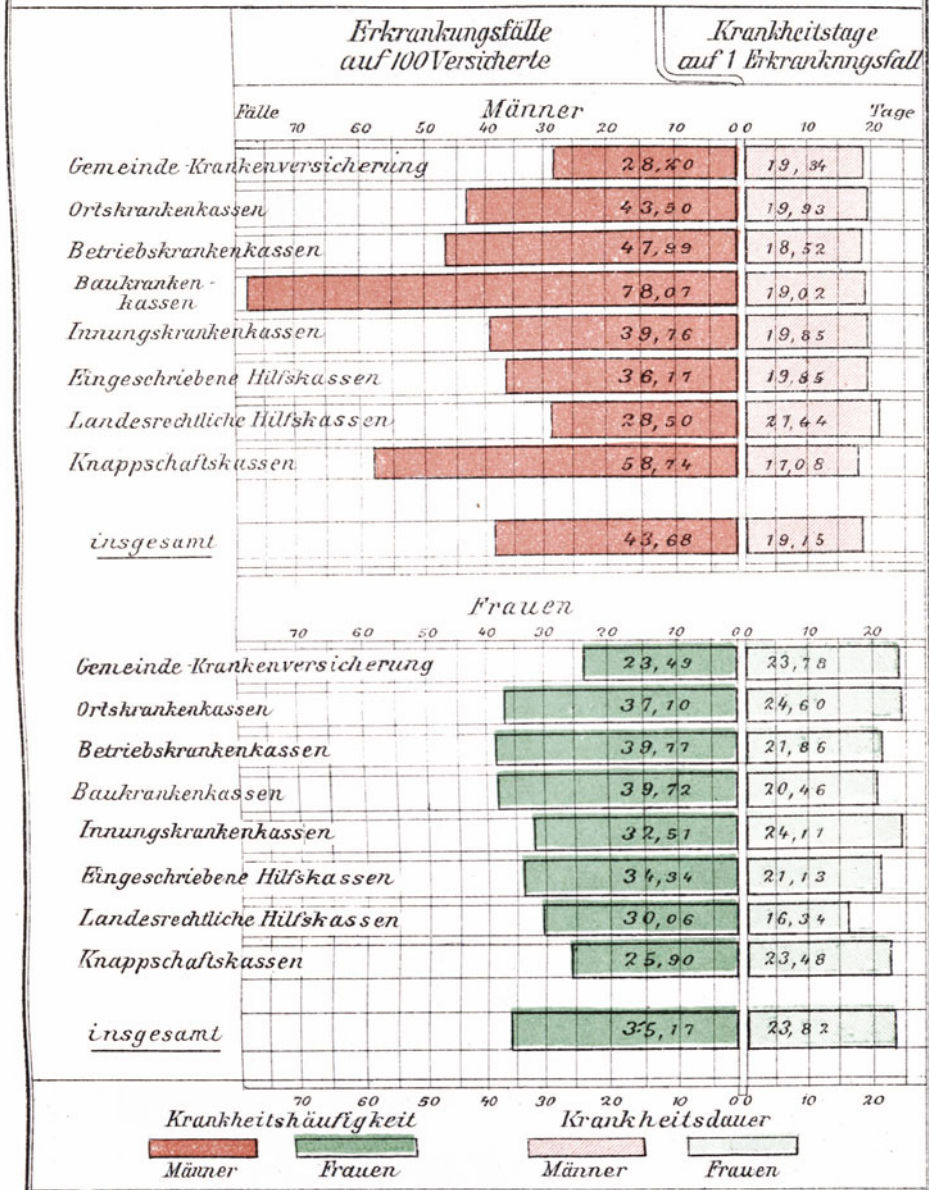 Erkrankungsfälle
auf 100 Versicherte
Krankheitstage
auf 1 Erkranknngsfall
Fälle Männer Tage
70 60 50 40 30 20 10 0 0 10 20
Gemeinde-Krankenversicherung 19,34
Ortskrankenkassen 43,50 19,93
Betriebskrankenkassen 47,89 18,52
Baukranken-
kassen 78,07 19,02
Innungskrankenkassen 39,76 19,85
Eingeschriebene Hilfskassen 36,17 19,85
Landesrechtliche Hilfskassen 28,50 21,44
Knappschaftskassen 58,74 17,08
insgesamt 43,68 19,15
Frauen
70 60 50 40 30 20 10 0 0 10 20
Gemeinde-Krankenversicherung 23,49 23,78
Ortskrankenkassen 37,10 24,60
Betriebskrankenkassen 39,77 21,86
Baukrankenkassen 39,72 20,46
Innungskrankenkassen 32,51 24,11
Eingeschriebene Hilfskassen 34,34 21,13
Landesrechtliche Hilfskassen 30,06 16,34
Knappschaftskassen 25,90 23,48
insgesamt 35,17 23,82
70 60 50 40 30 20 10 0 0 10 20
Krankheitshäufigkeit
Männer Frauen
Krankheitsdauer
Männer Frauen